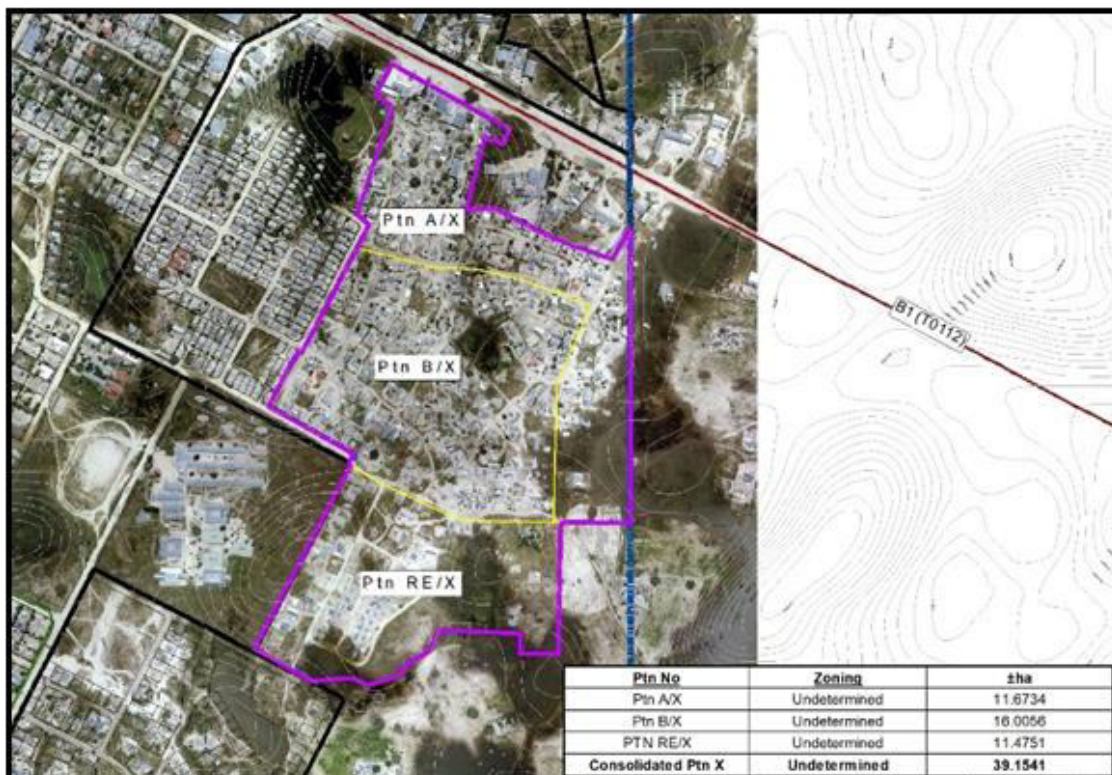 Ptn A/X
B1 (T0112)
Ptn B/X
Ptn RE/X
Ptn No Zoning ±ha
Ptn A/X Undetermined 11.6734
Ptn B/X Undetermined 16.0056
PTN RE/X Undetermined 11.4751
Consolidated Ptn X Undetermined 39.1541